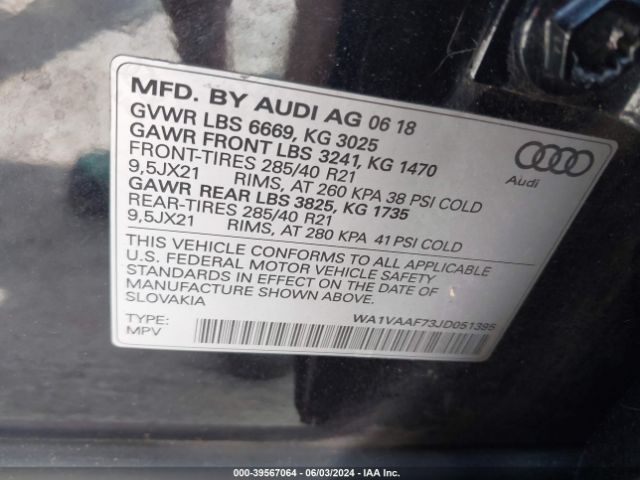 MFD. BY AUDI AG 06 18
GVWR LBS 6669, KG 3025
GAWR FRONT LBS 3241, KG 1470
FRONT-TIRES 285/40 R21
9,5JX21 RIMS, AT 260 KPA 38 PSI COLD
GAWR REAR LBS 3825, KG 1735
REAR-TIRES 285/40 R21
9,5JX21 RIMS, AT 280 KPA 41 PSI COLD
THIS VEHICLE CONFORMS TO ALL APPLICABLE
U.S. FEDERAL MOTOR VEHICLE SAFETY
STANDARDS IN EFFECT ON THE DATE OF
MANUFACTURE SHOWN ABOVE.
SLOVAKIA
Audi
WA1VAAF73JD051395
TYPE:
MPV
000-39567064 - 06/03/2024 - IAA Inc.